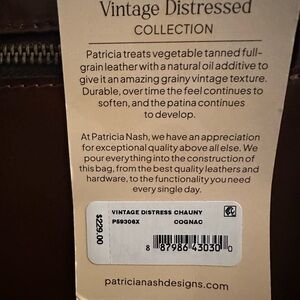 Vintage Distressed
COLLECTION
Patricia treats vegetable tanned full-
grain leather with a natural oil additive to
give it an amazing grainy vintage texture.
Durable, over time the feel continues to
soften, and the patina continues
to develop.
At Patricia Nash, we have an appreciation
for exceptional quality above all else. We
pour everything into the construction of
this bag, from the best quality leathers and
hardware, to the functionality you need
every single day.
$229.00
VINTAGE DISTRESS CHAUNY
P59306X COGNAC
8 87986 43030 0
patricianashdesigns.com